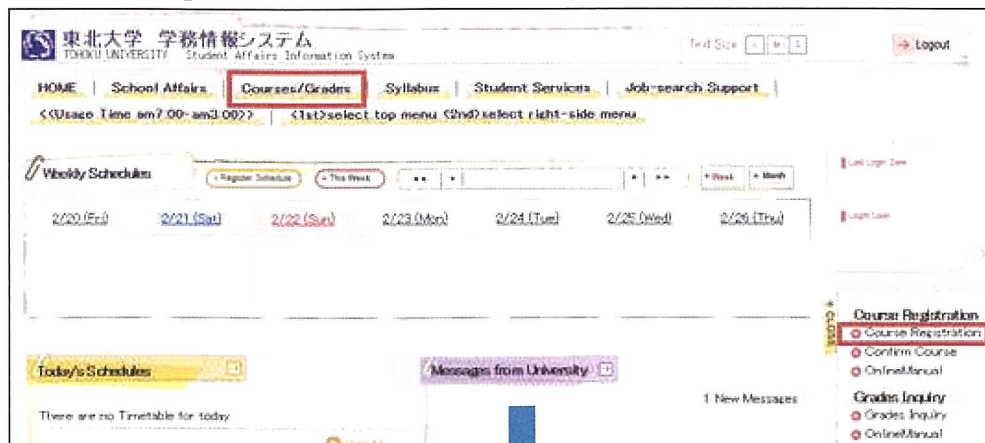 東北大学 学務情報システム
TOHOKU UNIVERSITY Student Affairs Information System
Text Size
Logout
HOME | School Affairs | Courses/Grades | Syllabus | Student Services | Job-search Support |
<<Usage Time am7:00-am3:00>> | <1st>select top menu <2nd>select right-side menu
Weekly Schedules
+ Register Schedule
+ This Week
+ Week
+ Month
Last Login Date
Login User
2/20 (Fri) 2/21 (Sat) 2/22 (Sun) 2/23 (Mon) 2/24 (Tue) 2/25 (Wed) 2/26 (Thu)
CLOSE
Course Registration
Course Registration
Confirm Course
OnlineManual
Grades Inquiry
Grades Inquiry
OnlineManual
Today's Schedules
There are no Timetable for today
Messages from University
1 New Messages